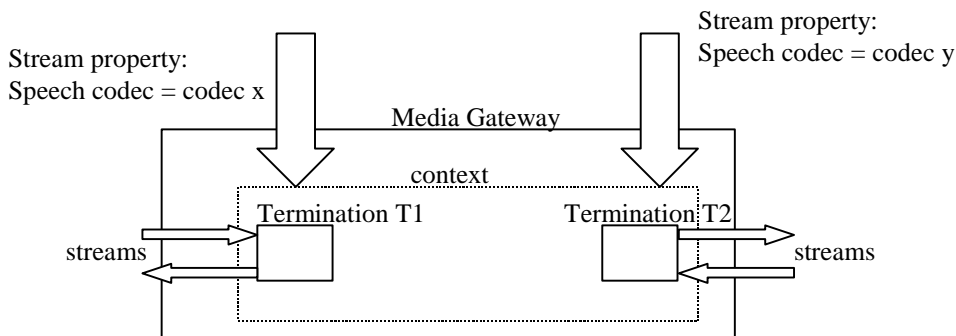 Stream property:
Speech codec = codec x
Stream property:
Speech codec = codec y
Media Gateway
context
Termination T1
Termination T2
streams
streams